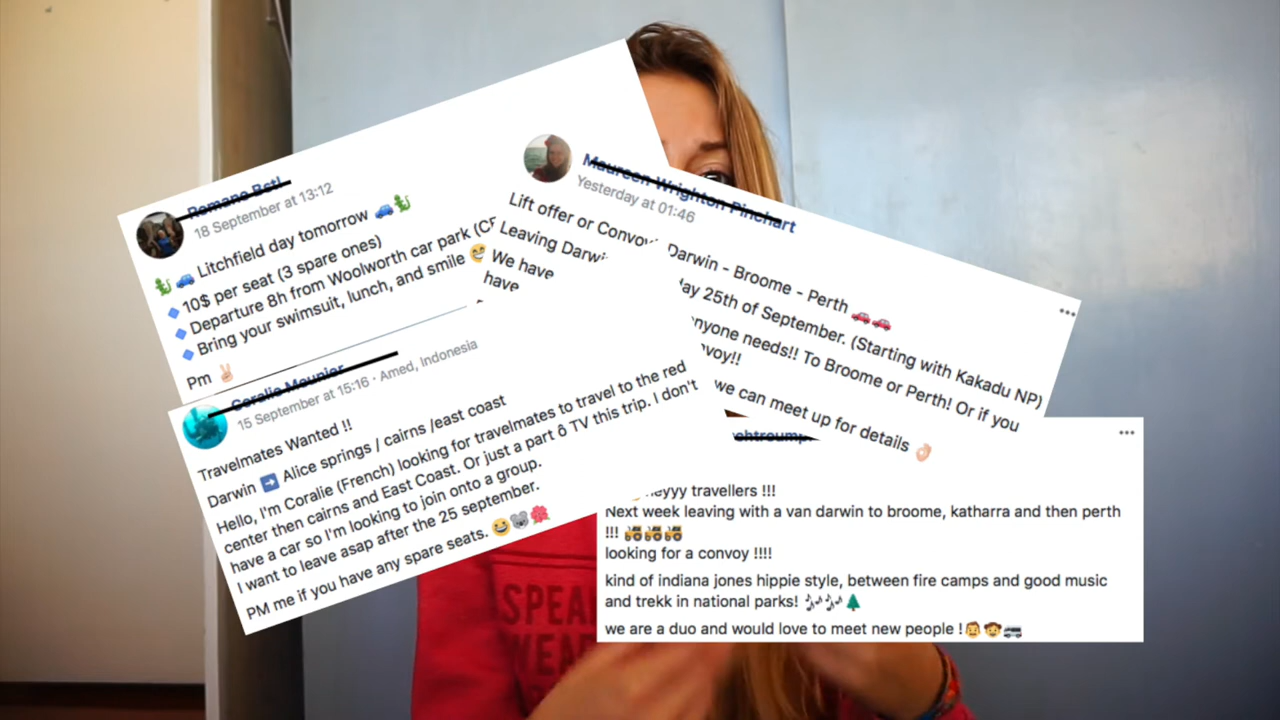 18 September at 13:12
Litchfield day tomorrow 🚙🦎
10$ per seat (3 spare ones)
Departure 8h from Woolworth car park
Bring your swimsuit, lunch, and smile 😄
Pm ✌🏻
Yesterday at 01:46
Lift offer or Convoy Darwin - Broome - Perth 🚗🚗
Leaving Darwi ay 25th of September. (Starting with Kakadu NP)
We have nyone needs!! To Broome or Perth! Or if you
have nvoy!!
we can meet up for details 👌🏻
Coralie Meunier
15 September at 15:16 · Amed, Indonesia
Travelmates Wanted !!
Darwin ➡️ Alice springs / cairns /east coast
Hello, I'm Coralie (French) looking for travelmates to travel to the red
center then cairns and East Coast. Or just a part ô TV this trip. I don't
have a car so I'm looking to join onto a group.
I want to leave asap after the 25 september.
PM me if you have any spare seats. 😄🐨🌺
heyyy travellers !!!
Next week leaving with a van darwin to broome, katharra and then perth
!!! 🚜🚜🚜
looking for a convoy !!!!
kind of indiana jones hippie style, between fire camps and good music
and trekk in national parks! 🎶🎶🌲
we are a duo and would love to meet new people !
SPEA
WEA